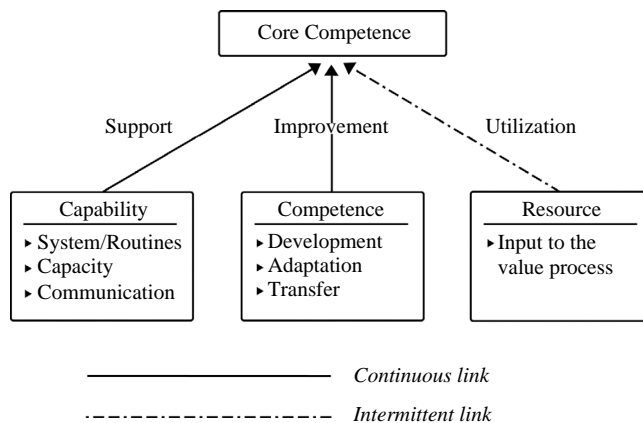 Core Competence
Support
Improvement
Utilization
Capability
▸ System/Routines
▸ Capacity
▸ Communication
Competence
▸ Development
▸ Adaptation
▸ Transfer
Resource
▸ Input to the
value process
Continuous link
Intermittent link